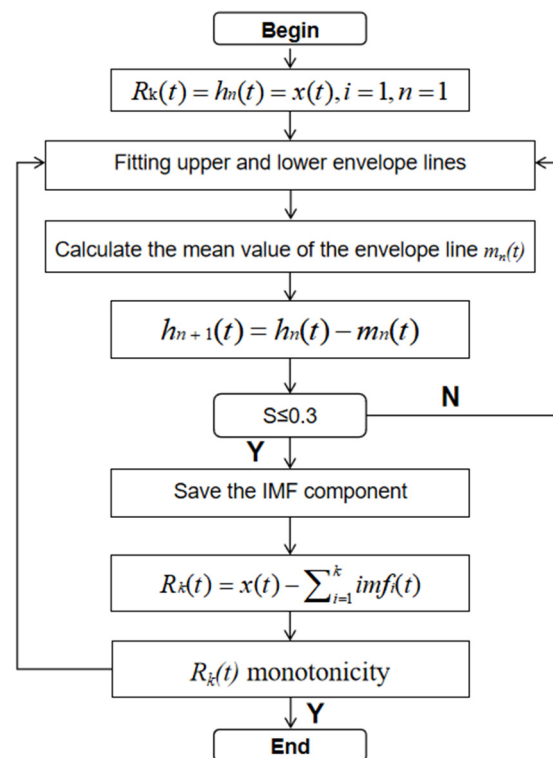 Begin
Rk(t) = hn(t) = x(t), i = 1, n = 1
Fitting upper and lower envelope lines
Calculate the mean value of the envelope line mn(t)
hn + 1(t) = hn(t) − mn(t)
S≤0.3
N
Y
Save the IMF component
Rk(t) = x(t) − ∑ki=1 imfi(t)
Rk(t) monotonicity
Y
End